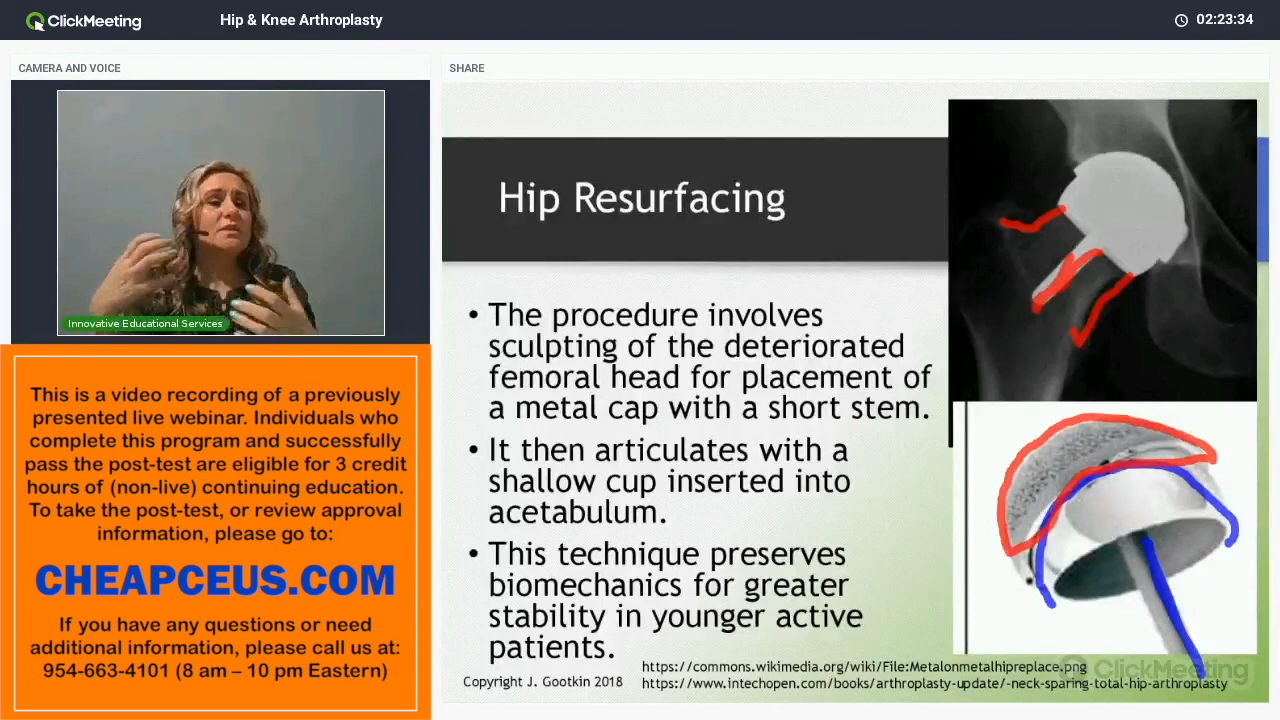 ClickMeeting
Hip & Knee Arthroplasty
02:23:34
CAMERA AND VOICE
Innovative Educational Services
This is a video recording of a previously
presented live webinar. Individuals who
complete this program and successfully
pass the post-test are eligible for 3 credit
hours of (non-live) continuing education.
To take the post-test, or review approval
information, please go to:
CHEAPCEUS.COM
If you have any questions or need
additional information, please call us at:
954-663-4101 (8 am – 10 pm Eastern)
SHARE
Hip Resurfacing
• The procedure involves
sculpting of the deteriorated
femoral head for placement of
a metal cap with a short stem.
• It then articulates with a
shallow cup inserted into
acetabulum.
• This technique preserves
biomechanics for greater
stability in younger active
patients.
https://commons.wikimedia.org/wiki/File:Metalonmetalhipreplace.png
Copyright J. Gootkin 2018
https://www.intechopen.com/books/arthroplasty-update/-neck-sparing-total-hip-arthroplasty
ClickMeeting